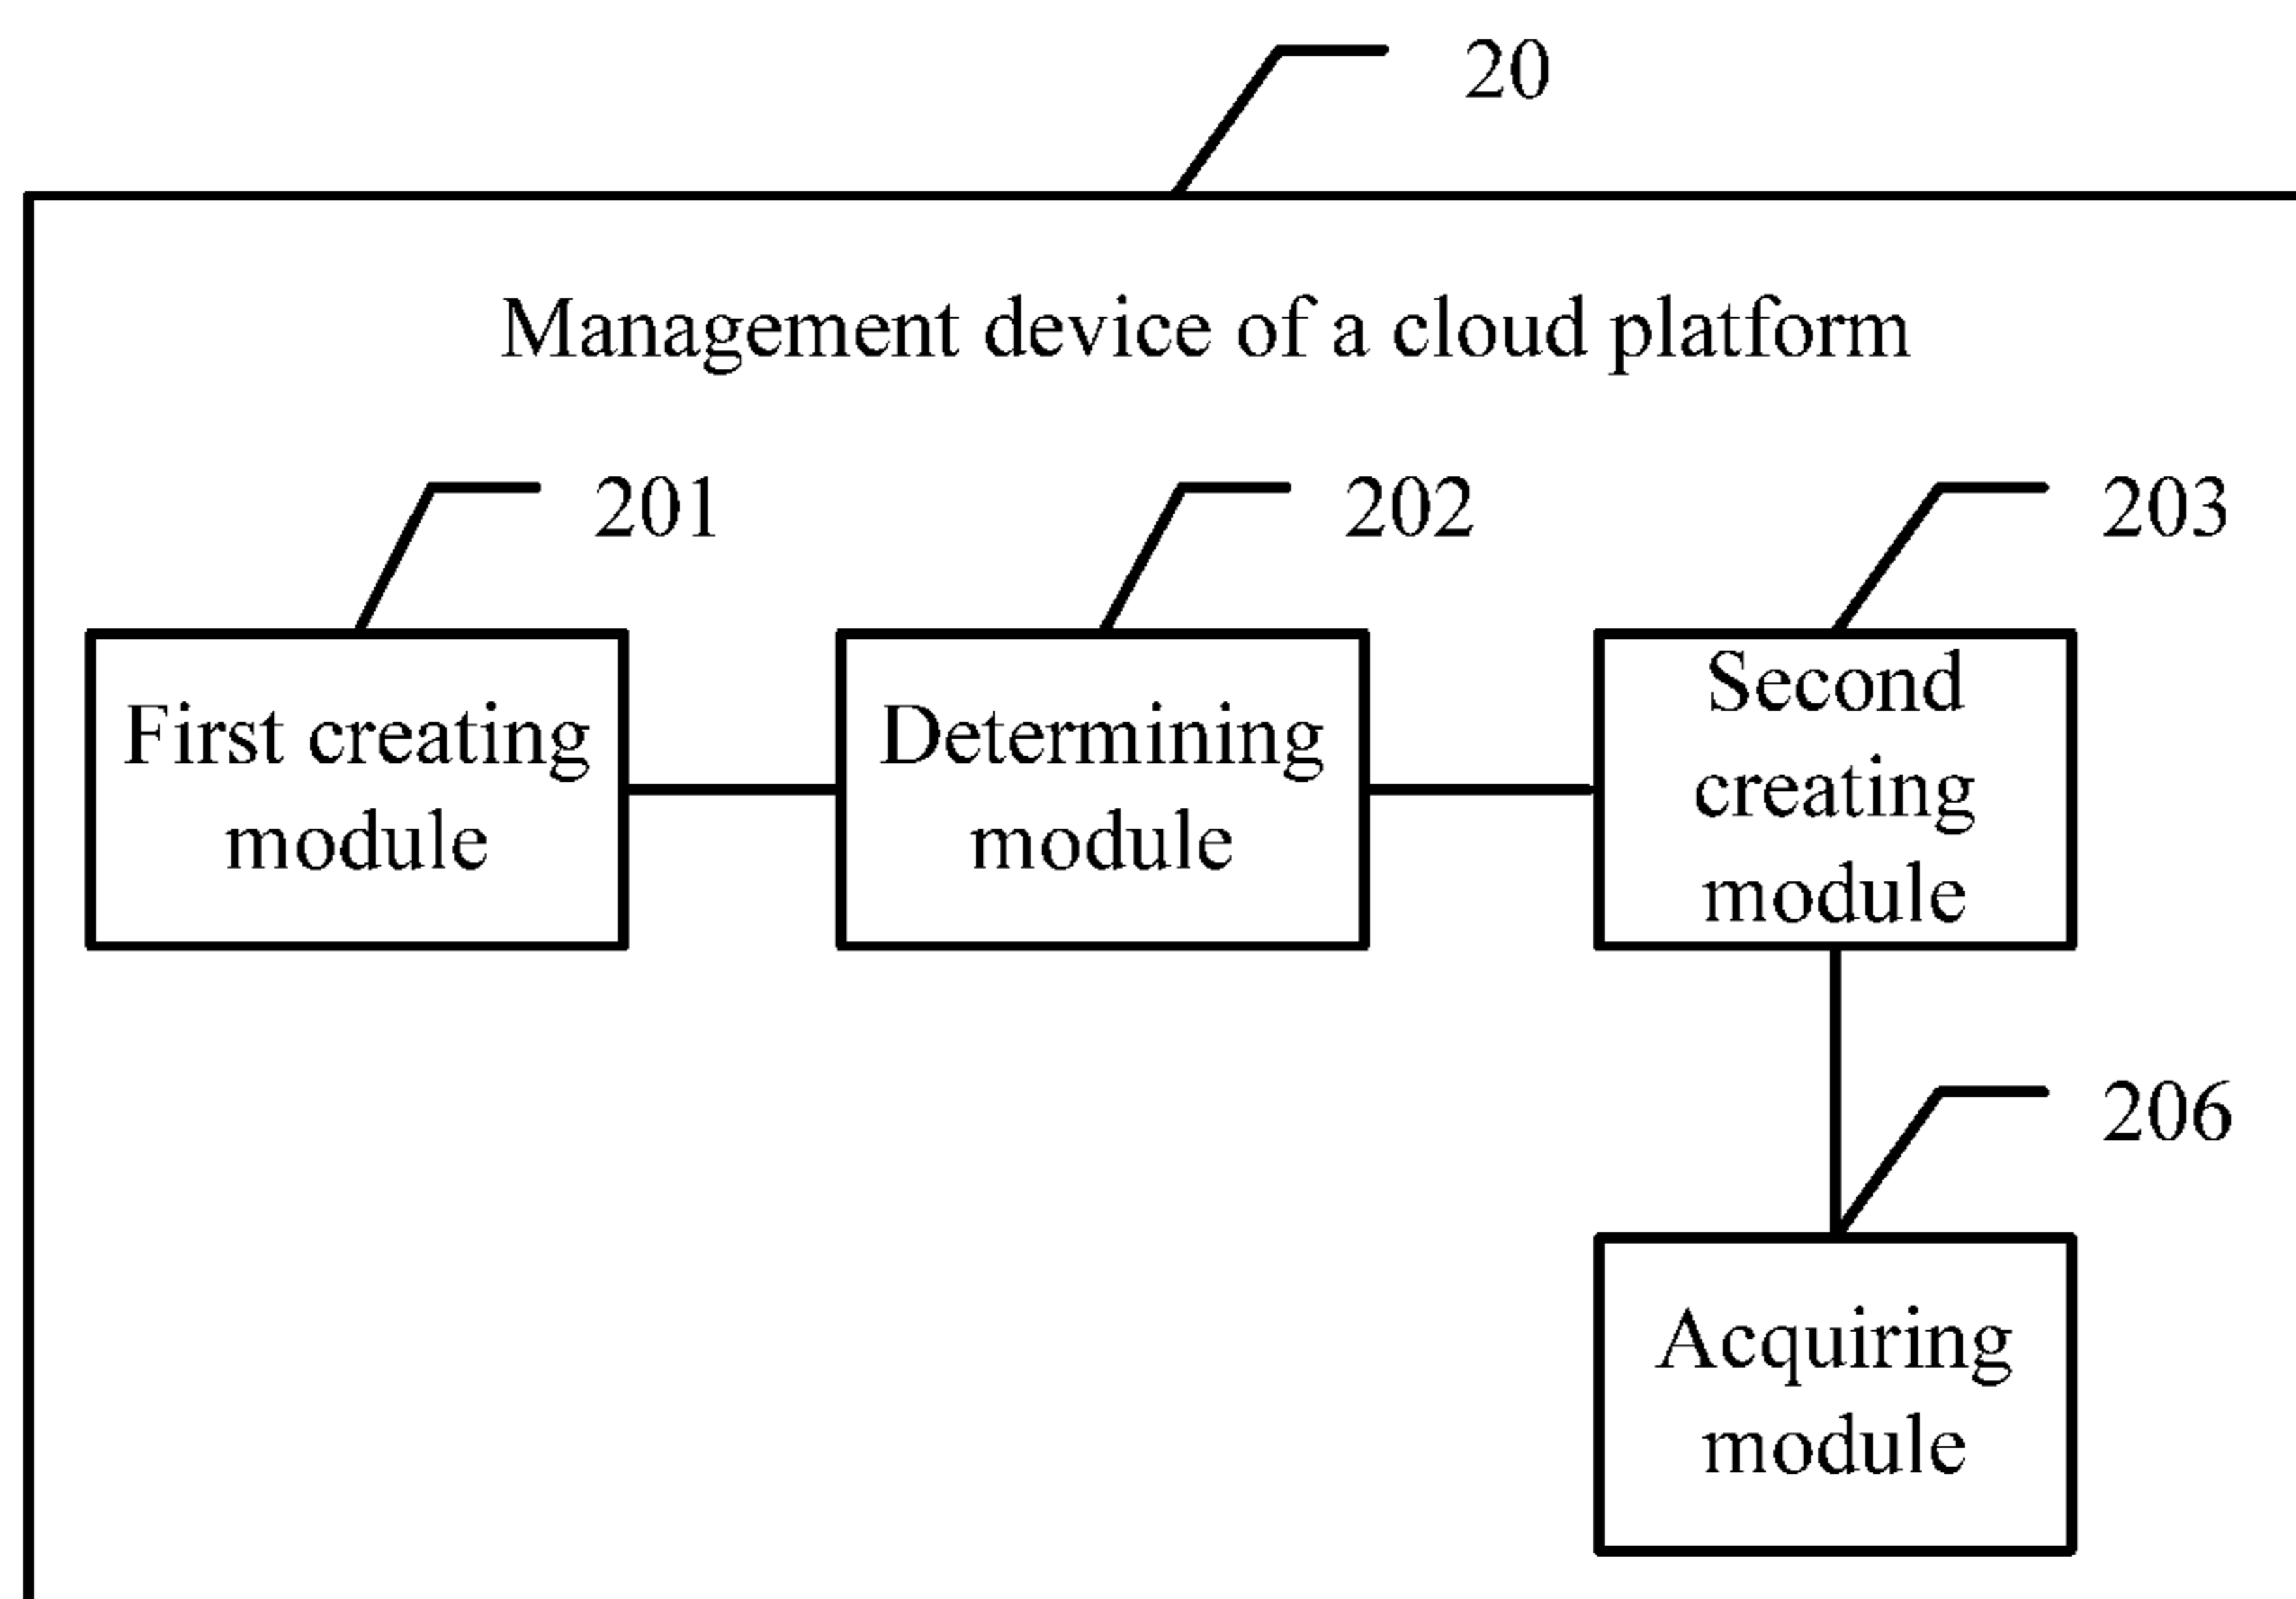 20
Management device of a cloud platform
201
202
203
First creating
module
Determining
module
Second
creating
module
206
Acquiring
module